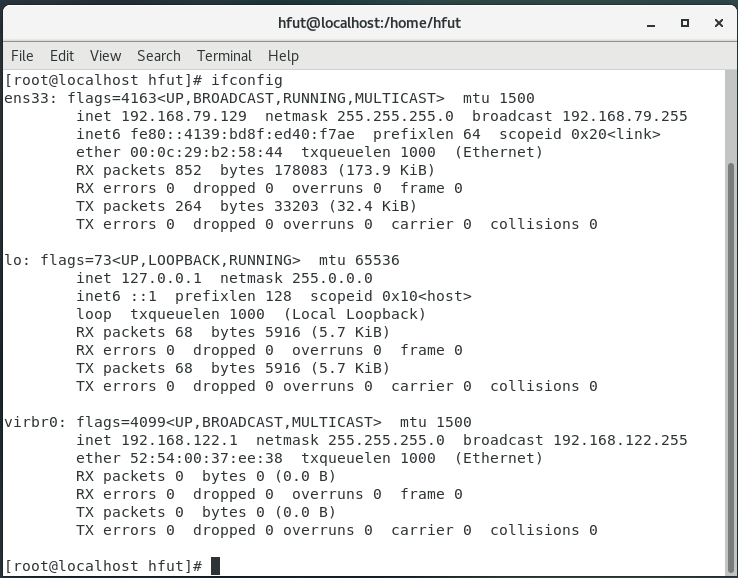 hfut@localhost:/home/hfut
File Edit View Search Terminal Help
[root@localhost hfut]# ifconfig
ens33: flags=4163<UP,BROADCAST,RUNNING,MULTICAST>  mtu 1500
        inet 192.168.79.129  netmask 255.255.255.0  broadcast 192.168.79.255
        inet6 fe80::4139:bd8f:ed40:f7ae  prefixlen 64  scopeid 0x20<link>
        ether 00:0c:29:b2:58:44  txqueuelen 1000  (Ethernet)
        RX packets 852  bytes 178083 (173.9 KiB)
        RX errors 0  dropped 0  overruns 0  frame 0
        TX packets 264  bytes 33203 (32.4 KiB)
        TX errors 0  dropped 0 overruns 0  carrier 0  collisions 0

lo: flags=73<UP,LOOPBACK,RUNNING>  mtu 65536
        inet 127.0.0.1  netmask 255.0.0.0
        inet6 ::1  prefixlen 128  scopeid 0x10<host>
        loop  txqueuelen 1000  (Local Loopback)
        RX packets 68  bytes 5916 (5.7 KiB)
        RX errors 0  dropped 0  overruns 0  frame 0
        TX packets 68  bytes 5916 (5.7 KiB)
        TX errors 0  dropped 0 overruns 0  carrier 0  collisions 0

virbr0: flags=4099<UP,BROADCAST,MULTICAST>  mtu 1500
        inet 192.168.122.1  netmask 255.255.255.0  broadcast 192.168.122.255
        ether 52:54:00:37:ee:38  txqueuelen 1000  (Ethernet)
        RX packets 0  bytes 0 (0.0 B)
        RX errors 0  dropped 0  overruns 0  frame 0
        TX packets 0  bytes 0 (0.0 B)
        TX errors 0  dropped 0 overruns 0  carrier 0  collisions 0

[root@localhost hfut]#